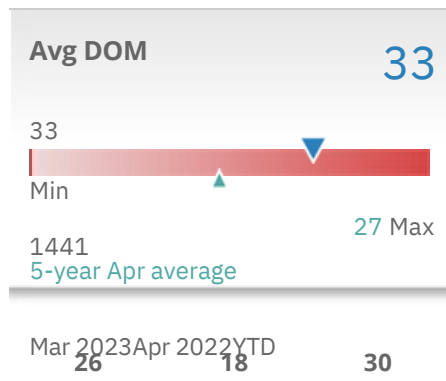 Avg DOM
33
33
Min
27 Max
1441
5-year Apr average
Mar 2023Apr 2022YTD
26 18 30